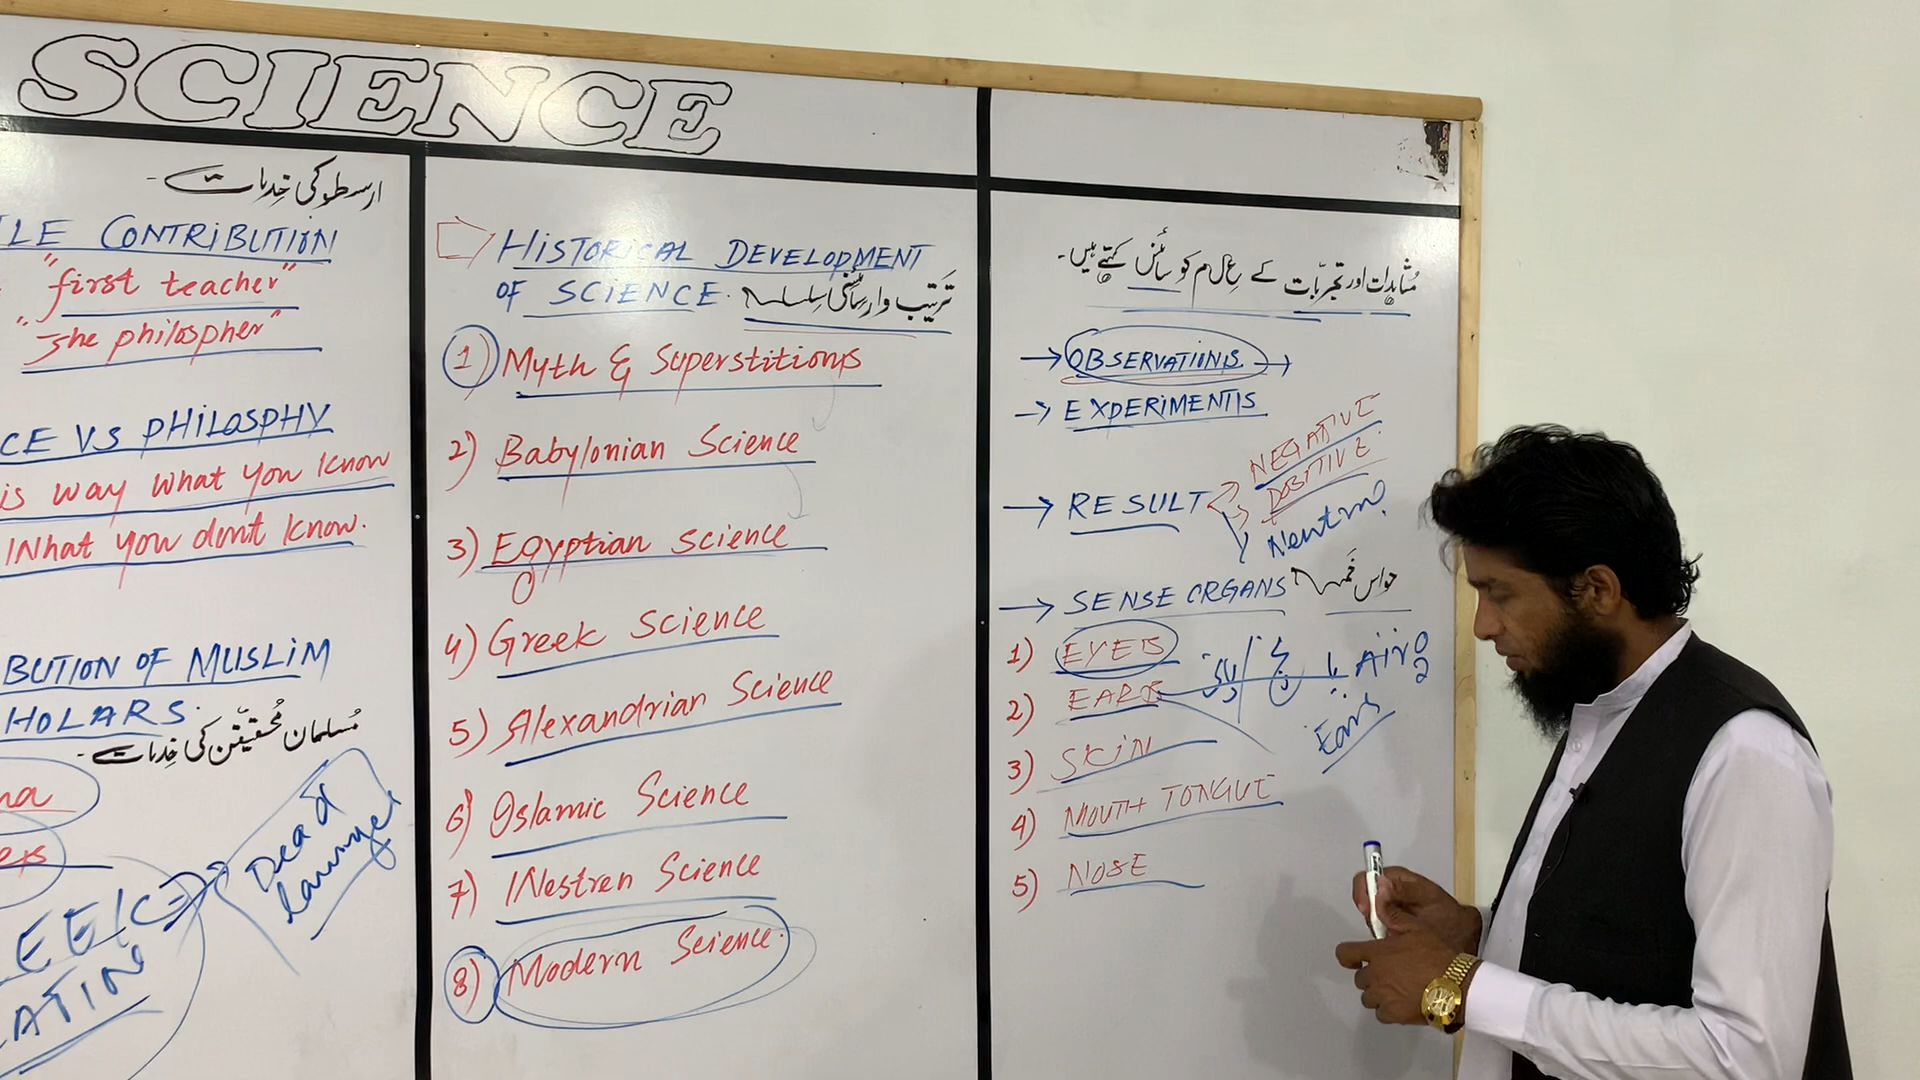 SCIENCE
ارسطو کی خدمات -
LE CONTRIBUTION
"first teacher"
"The philospher"
CE VS PHILOSPHY
is way what you know
What you dont know.
BUTION OF MUSLIM
HOLARS.
مسلمان محققین کی خدمات -
na
Dead
EEK
LATIN
HISTORICAL DEVELOPMENT
OF SCIENCE. ترتیب وار سائنسی سلسلہ
1) Myth & Superstitions
2) Babylonian Science
3) Egyptian science
4) Greek Science
5) Alexandrian Science
6) Islamic Science
7) Westren Science
8) Modern Science.
مشاہدات اور تجربات کے علم کو سائنس کہتے ہیں -
→ OBSERVATIONS. →
→ EXPERIMENTS
→ RESULT
NEGATIVE
POSITIVE.
→ SENSE ORGANS حواس خمسہ
1) EYES
Air
2) EARS
Ears
3) SKIN
4) MOUTH TONGUE
5) NOSE